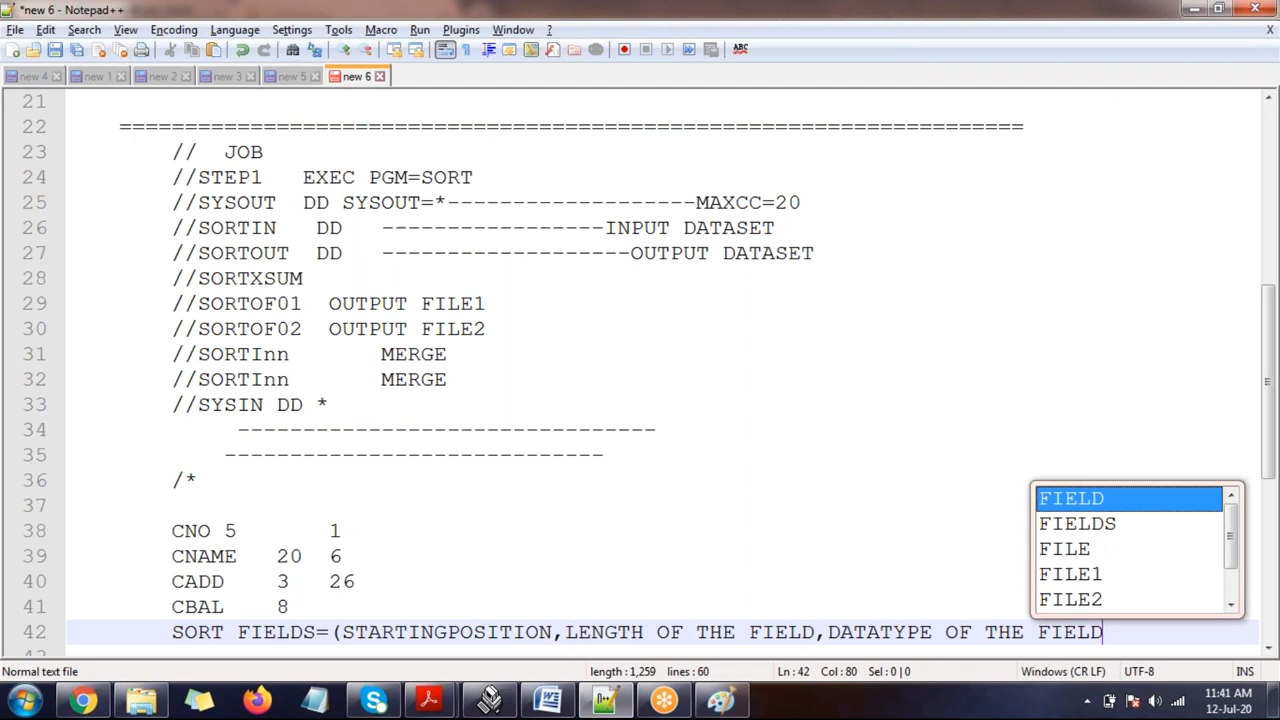 *new 6 - Notepad++
File Edit Search View Encoding Language Settings Tools Macro Run Plugins Window ? X
ABC
new 4 new 1 new 2 new 3 new 5 new 6
21
22 =====================================================================
23 // JOB
24 //STEP1 EXEC PGM=SORT
25 //SYSOUT DD SYSOUT=*-------------------MAXCC=20
26 //SORTIN DD -----------------INPUT DATASET
27 //SORTOUT DD -------------------OUTPUT DATASET
28 //SORTXSUM
29 //SORTOF01 OUTPUT FILE1
30 //SORTOF02 OUTPUT FILE2
31 //SORTInn MERGE
32 //SORTInn MERGE
33 //SYSIN DD *
34 --------------------------------
35 -----------------------------
36 /*
37
38 CNO 5 1
39 CNAME 20 6
40 CADD 3 26
41 CBAL 8
42 SORT FIELDS=(STARTINGPOSITION,LENGTH OF THE FIELD,DATATYPE OF THE FIELD
FIELD
FIELDS
FILE
FILE1
FILE2
Normal text file length : 1,259 lines : 60 Ln : 42 Col : 80 Sel : 0 | 0 Windows (CR LF) UTF-8 INS
11:41 AM
12-Jul-20